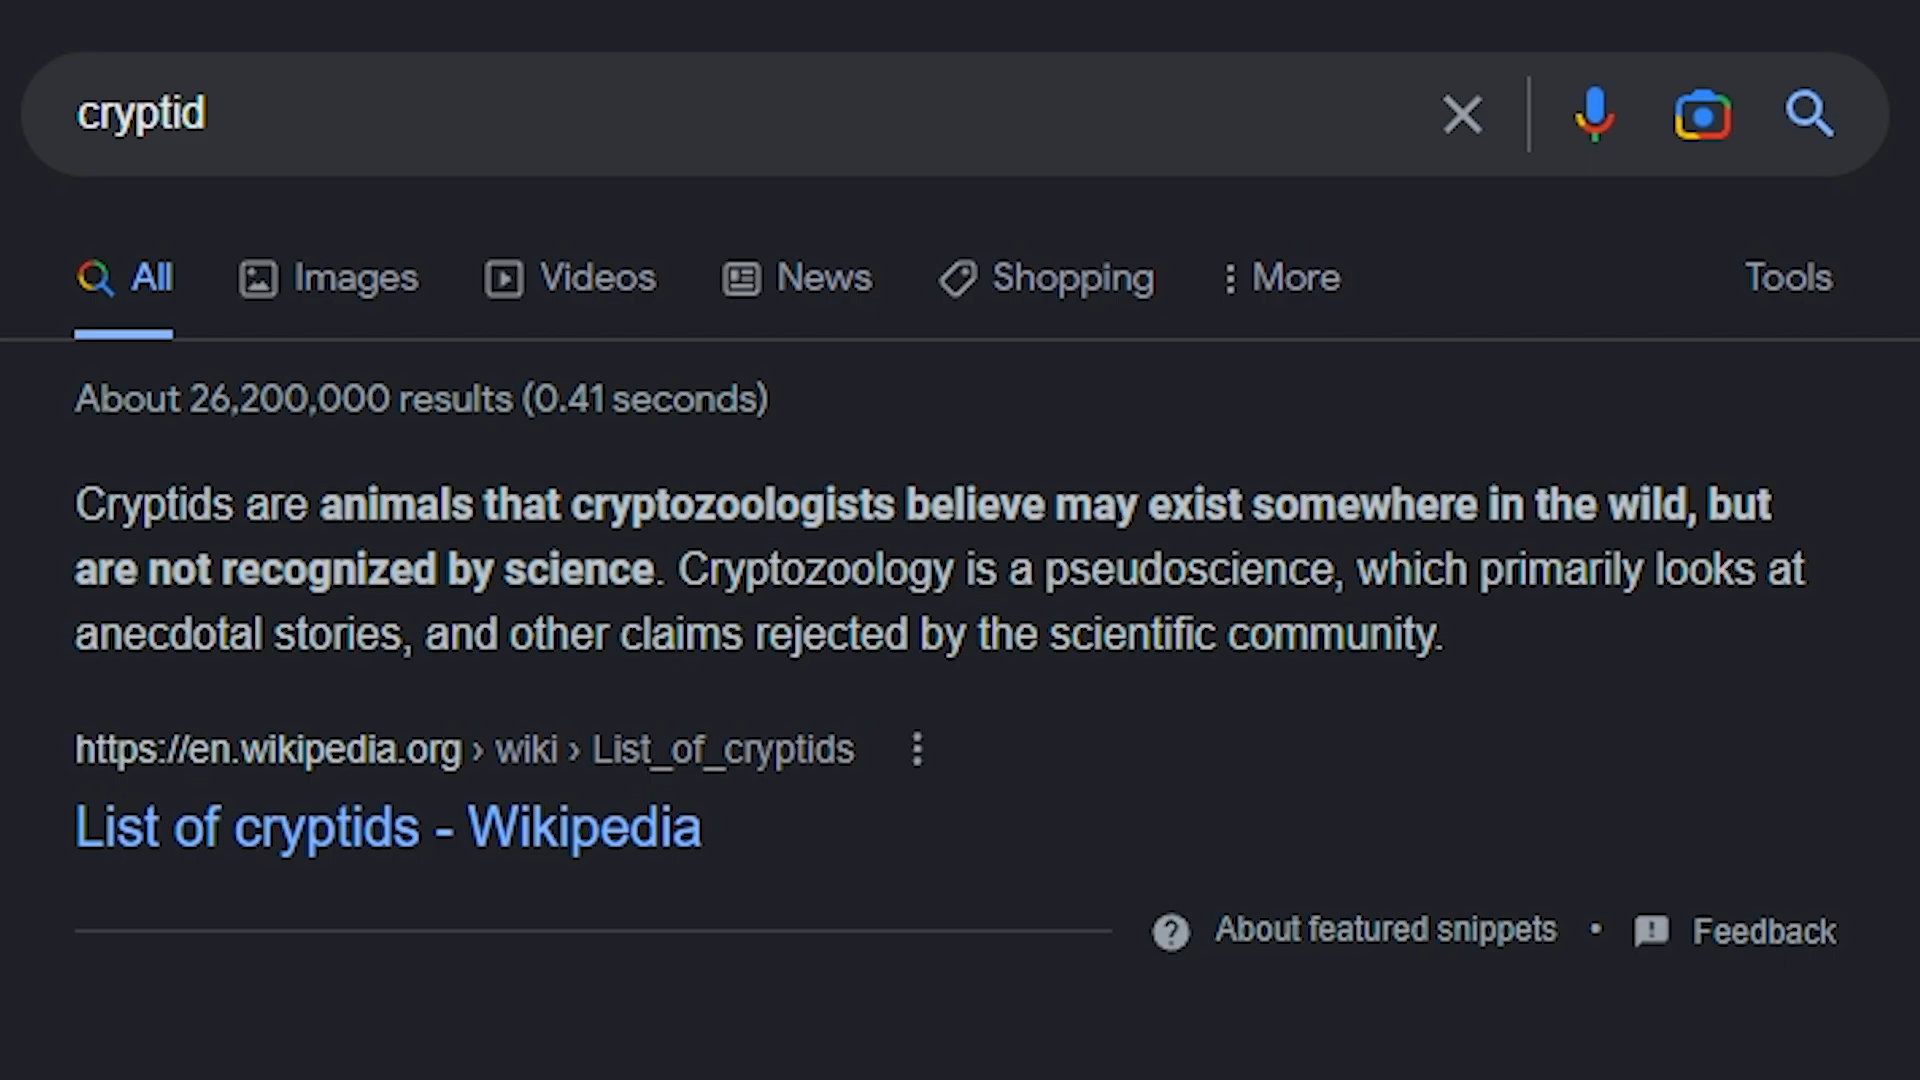 cryptid
All Images Videos News Shopping More Tools
About 26,200,000 results (0.41 seconds)
Cryptids are animals that cryptozoologists believe may exist somewhere in the wild, but
are not recognized by science. Cryptozoology is a pseudoscience, which primarily looks at
anecdotal stories, and other claims rejected by the scientific community.
https://en.wikipedia.org › wiki › List_of_cryptids
List of cryptids - Wikipedia
About featured snippets • Feedback